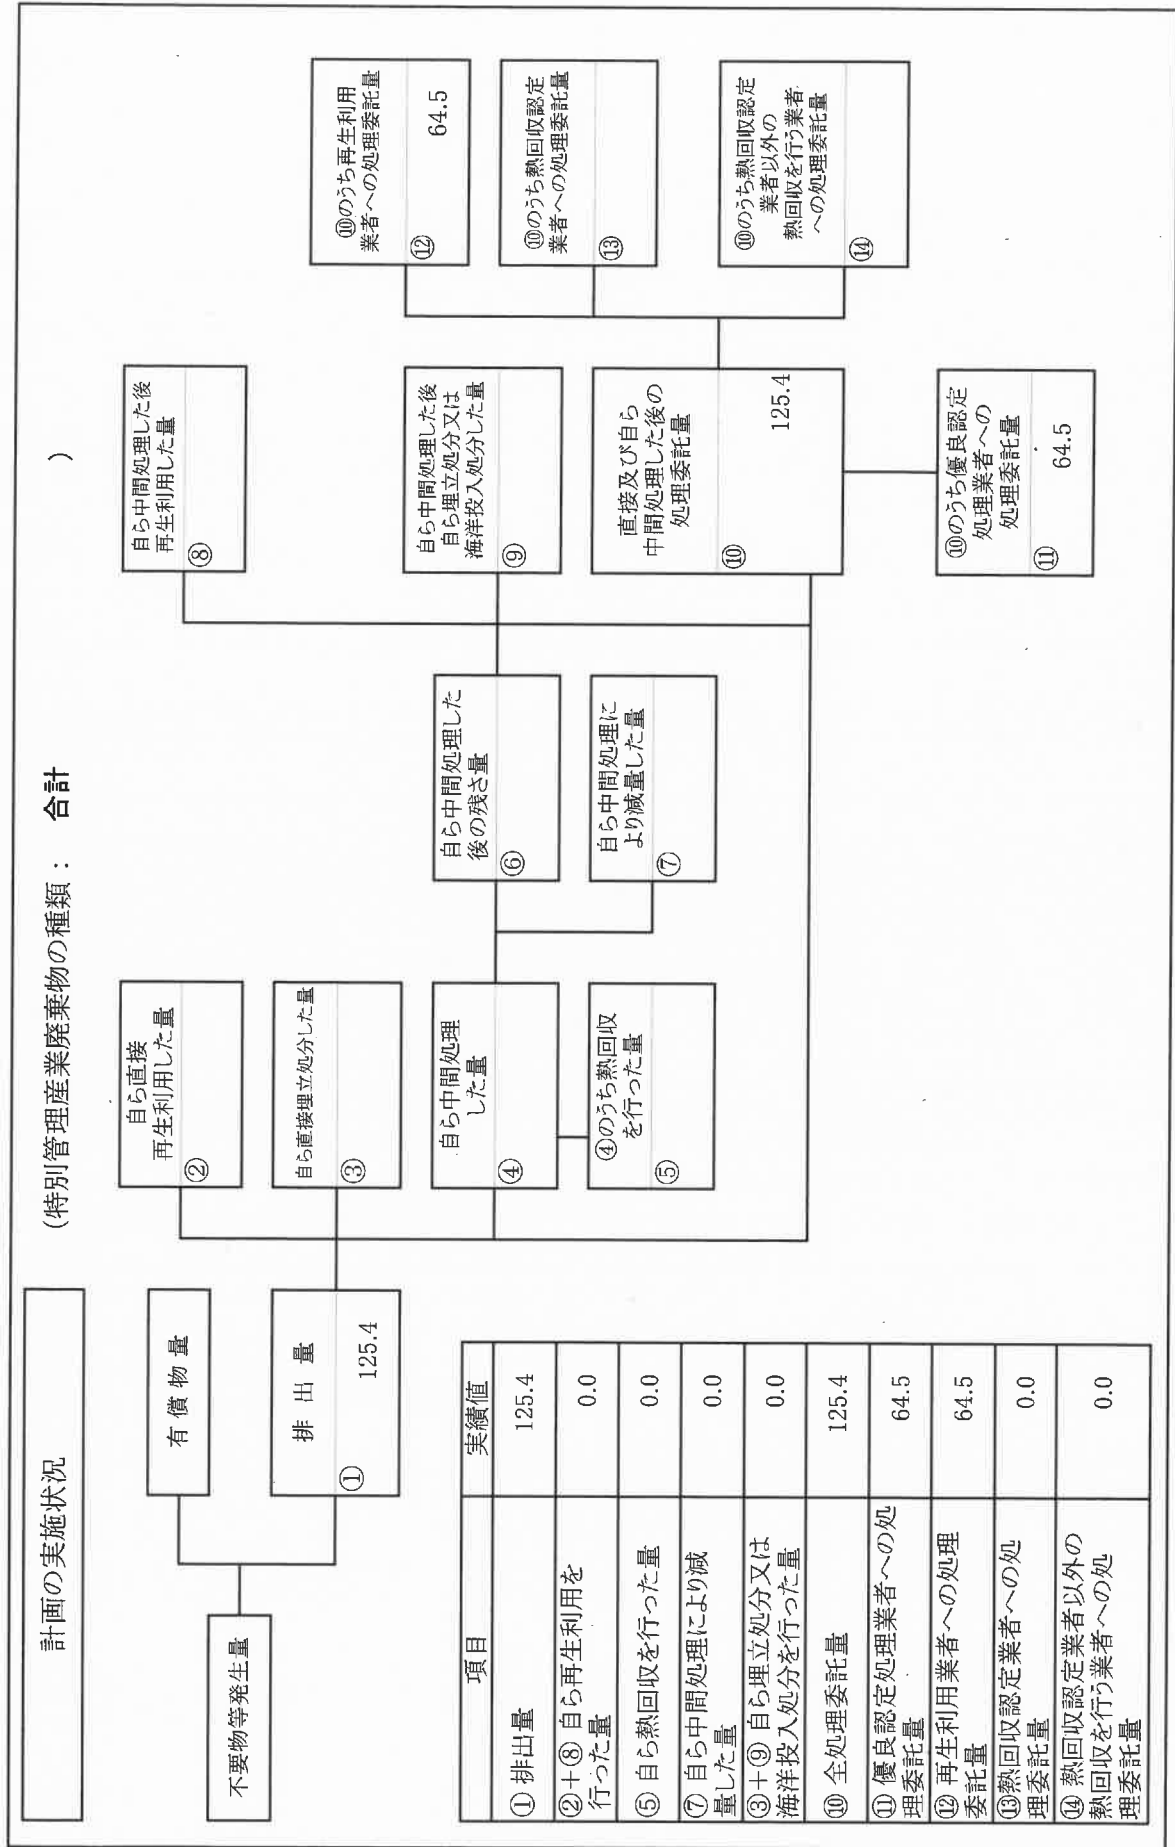 計画の実施状況
(特別管理産業廃棄物の種類： 合計 )
不要物等発生量
有償物量
排出量
①
125.4
自ら直接
再生利用した量
②
自ら直接埋立処分した量
③
自ら中間処理
した量
④
④のうち熱回収
を行った量
⑤
自ら中間処理した
後の残さ量
⑥
自ら中間処理に
より減量した量
⑦
自ら中間処理した後
再生利用した量
⑧
自ら中間処理した後
自ら埋立処分又は
海洋投入処分した量
⑨
直接及び自ら
中間処理した後の
処理委託量
⑩
125.4
⑩のうち優良認定
処理業者への
処理委託量
⑪
64.5
⑩のうち再生利用
業者への処理委託量
⑫
64.5
⑩のうち熱回収認定
業者への処理委託量
⑬
⑩のうち熱回収認定
業者以外の
熱回収を行う業者
への処理委託量
⑭
項目 実績値
① 排出量 125.4
②＋⑧ 自ら再生利用を
行った量 0.0
⑤ 自ら熱回収を行った量 0.0
⑦ 自ら中間処理により減
量した量 0.0
③＋⑨ 自ら埋立処分又は
海洋投入処分を行った量 0.0
⑩ 全処理委託量 125.4
⑪ 優良認定処理業者への処
理委託量 64.5
⑫ 再生利用業者への処理
委託量 64.5
⑬熱回収認定業者への処
理委託量 0.0
⑭ 熱回収認定業者以外の
熱回収を行う業者への処
理委託量 0.0